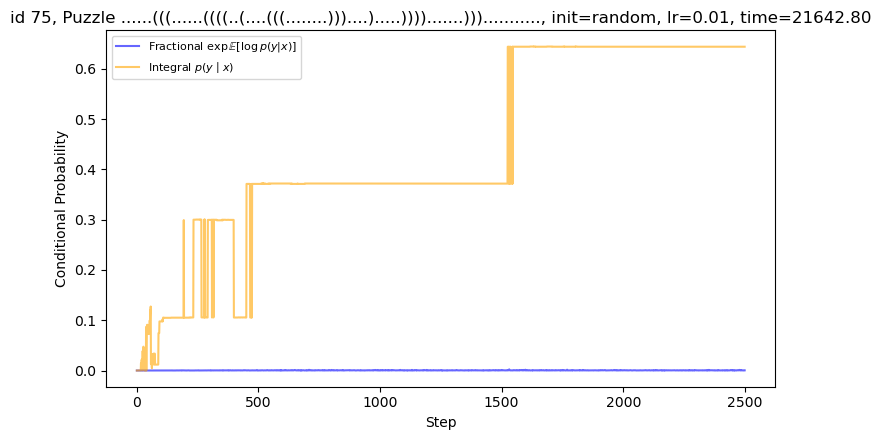 id 75, Puzzle ......(((......((((..(....(((........)))....).....)))).......)))..........., init=random, lr=0.01, time=21642.80
Fractional exp𝔼[log p(y|x)]
Integral p(y | x)
Conditional Probability
0.6
0.5
0.4
0.3
0.2
0.1
0.0
0 500 1000 1500 2000 2500
Step